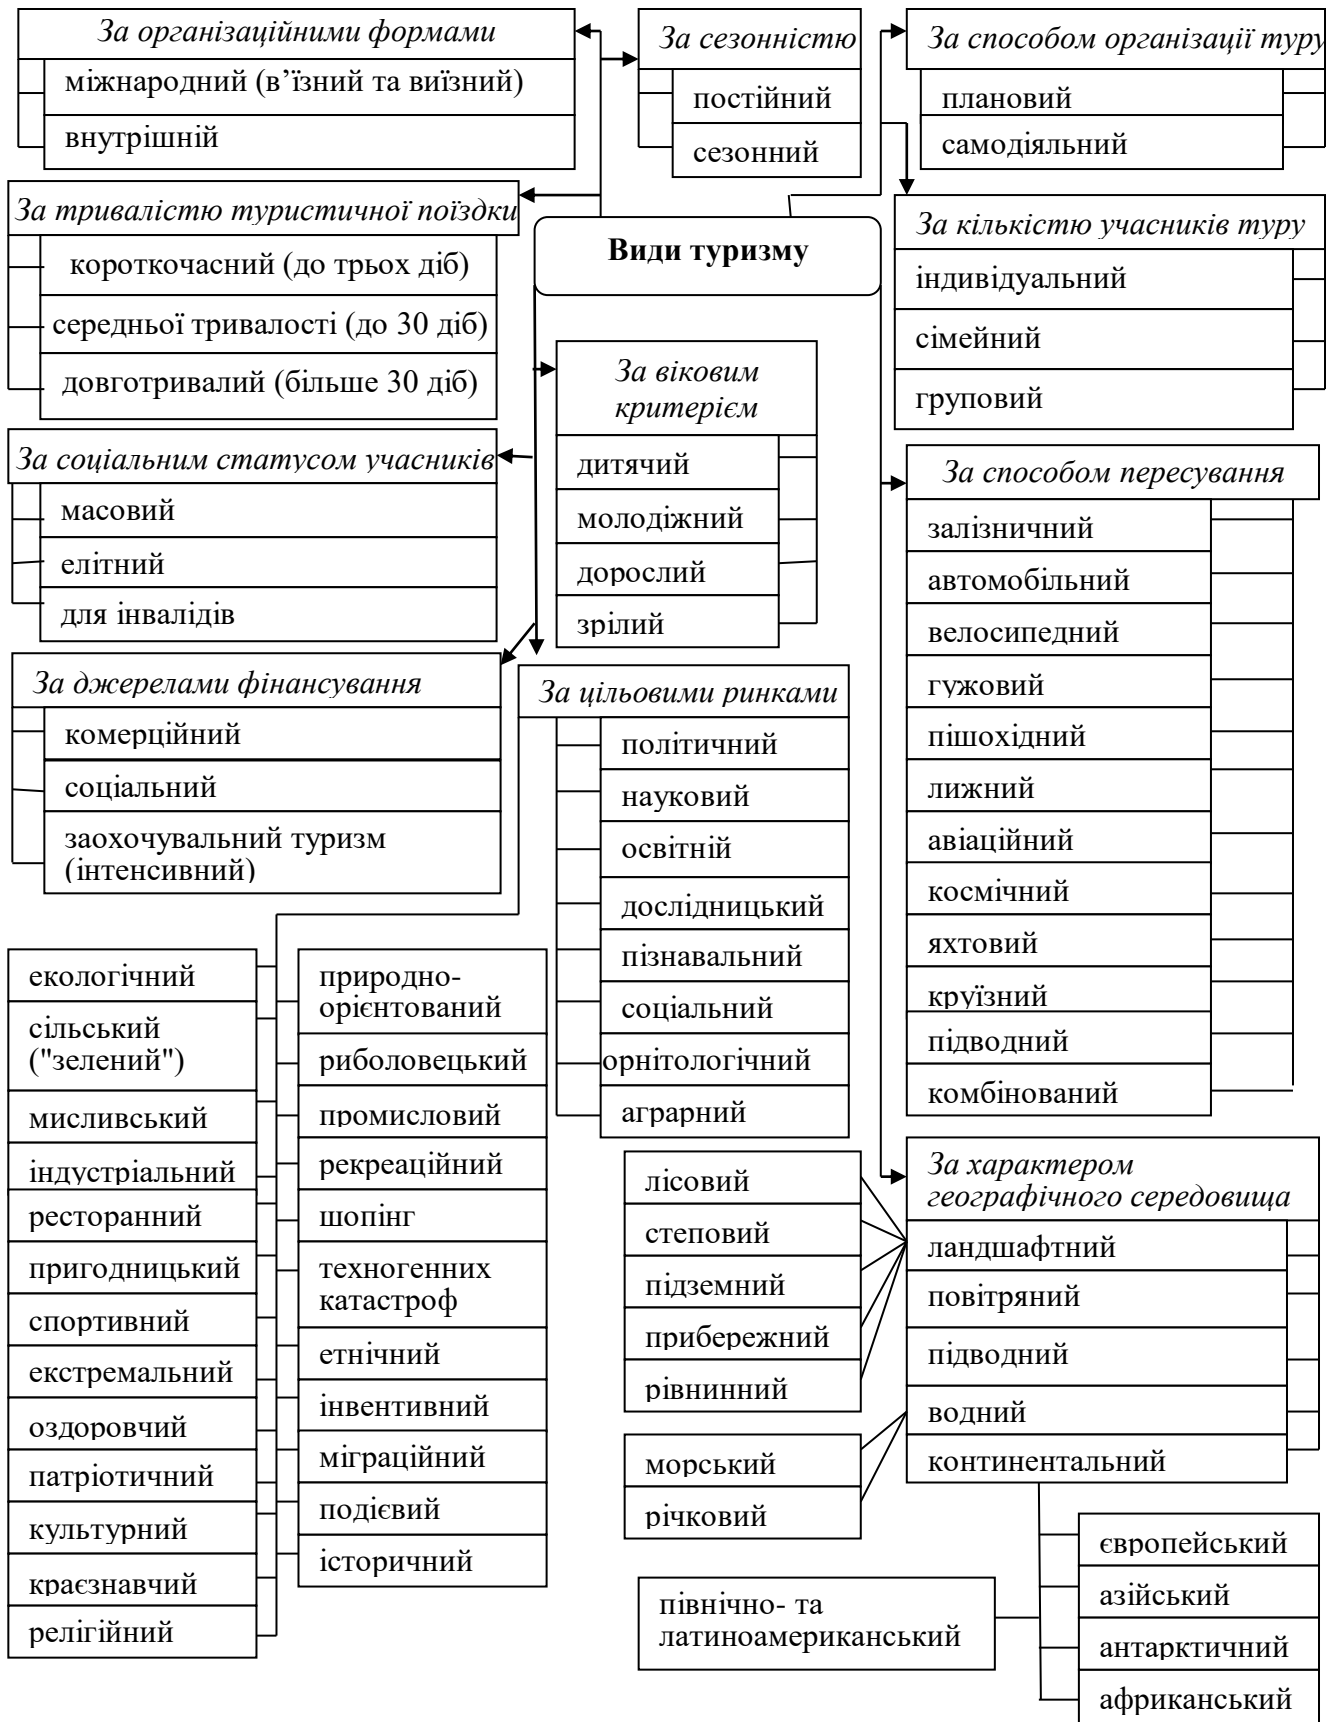 За організаційними формами
міжнародний (в’їзний та виїзний)
внутрішній
За сезонністю
постійний
сезонний
За способом організації туру
плановий
самодіяльний
За тривалістю туристичної поїздки
короткочасний (до трьох діб)
середньої тривалості (до 30 діб)
довготривалий (більше 30 діб)
Види туризму
За кількістю учасників туру
індивідуальний
сімейний
груповий
За віковим
критерієм
дитячий
молодіжний
дорослий
зрілий
За соціальним статусом учасників
масовий
елітний
для інвалідів
За способом пересування
залізничний
автомобільний
велосипедний
гужовий
пішохідний
лижний
авіаційний
космічний
яхтовий
круїзний
підводний
комбінований
За джерелами фінансування
комерційний
соціальний
заохочувальний туризм
(інтенсивний)
За цільовими ринками
політичний
науковий
освітній
дослідницький
пізнавальний
соціальний
орнітологічний
аграрний
екологічний
сільський
("зелений")
мисливський
індустріальний
ресторанний
пригодницький
спортивний
екстремальний
оздоровчий
патріотичний
культурний
краєзнавчий
релігійний
природно-
орієнтований
риболовецький
промисловий
рекреаційний
шопінг
техногенних
катастроф
етнічний
інвентивний
міграційний
подієвий
історичний
За характером
географічного середовища
ландшафтний
повітряний
підводний
водний
континентальний
лісовий
степовий
підземний
прибережний
рівнинний
морський
річковий
північно- та
латиноамериканський
європейський
азійський
антарктичний
африканський